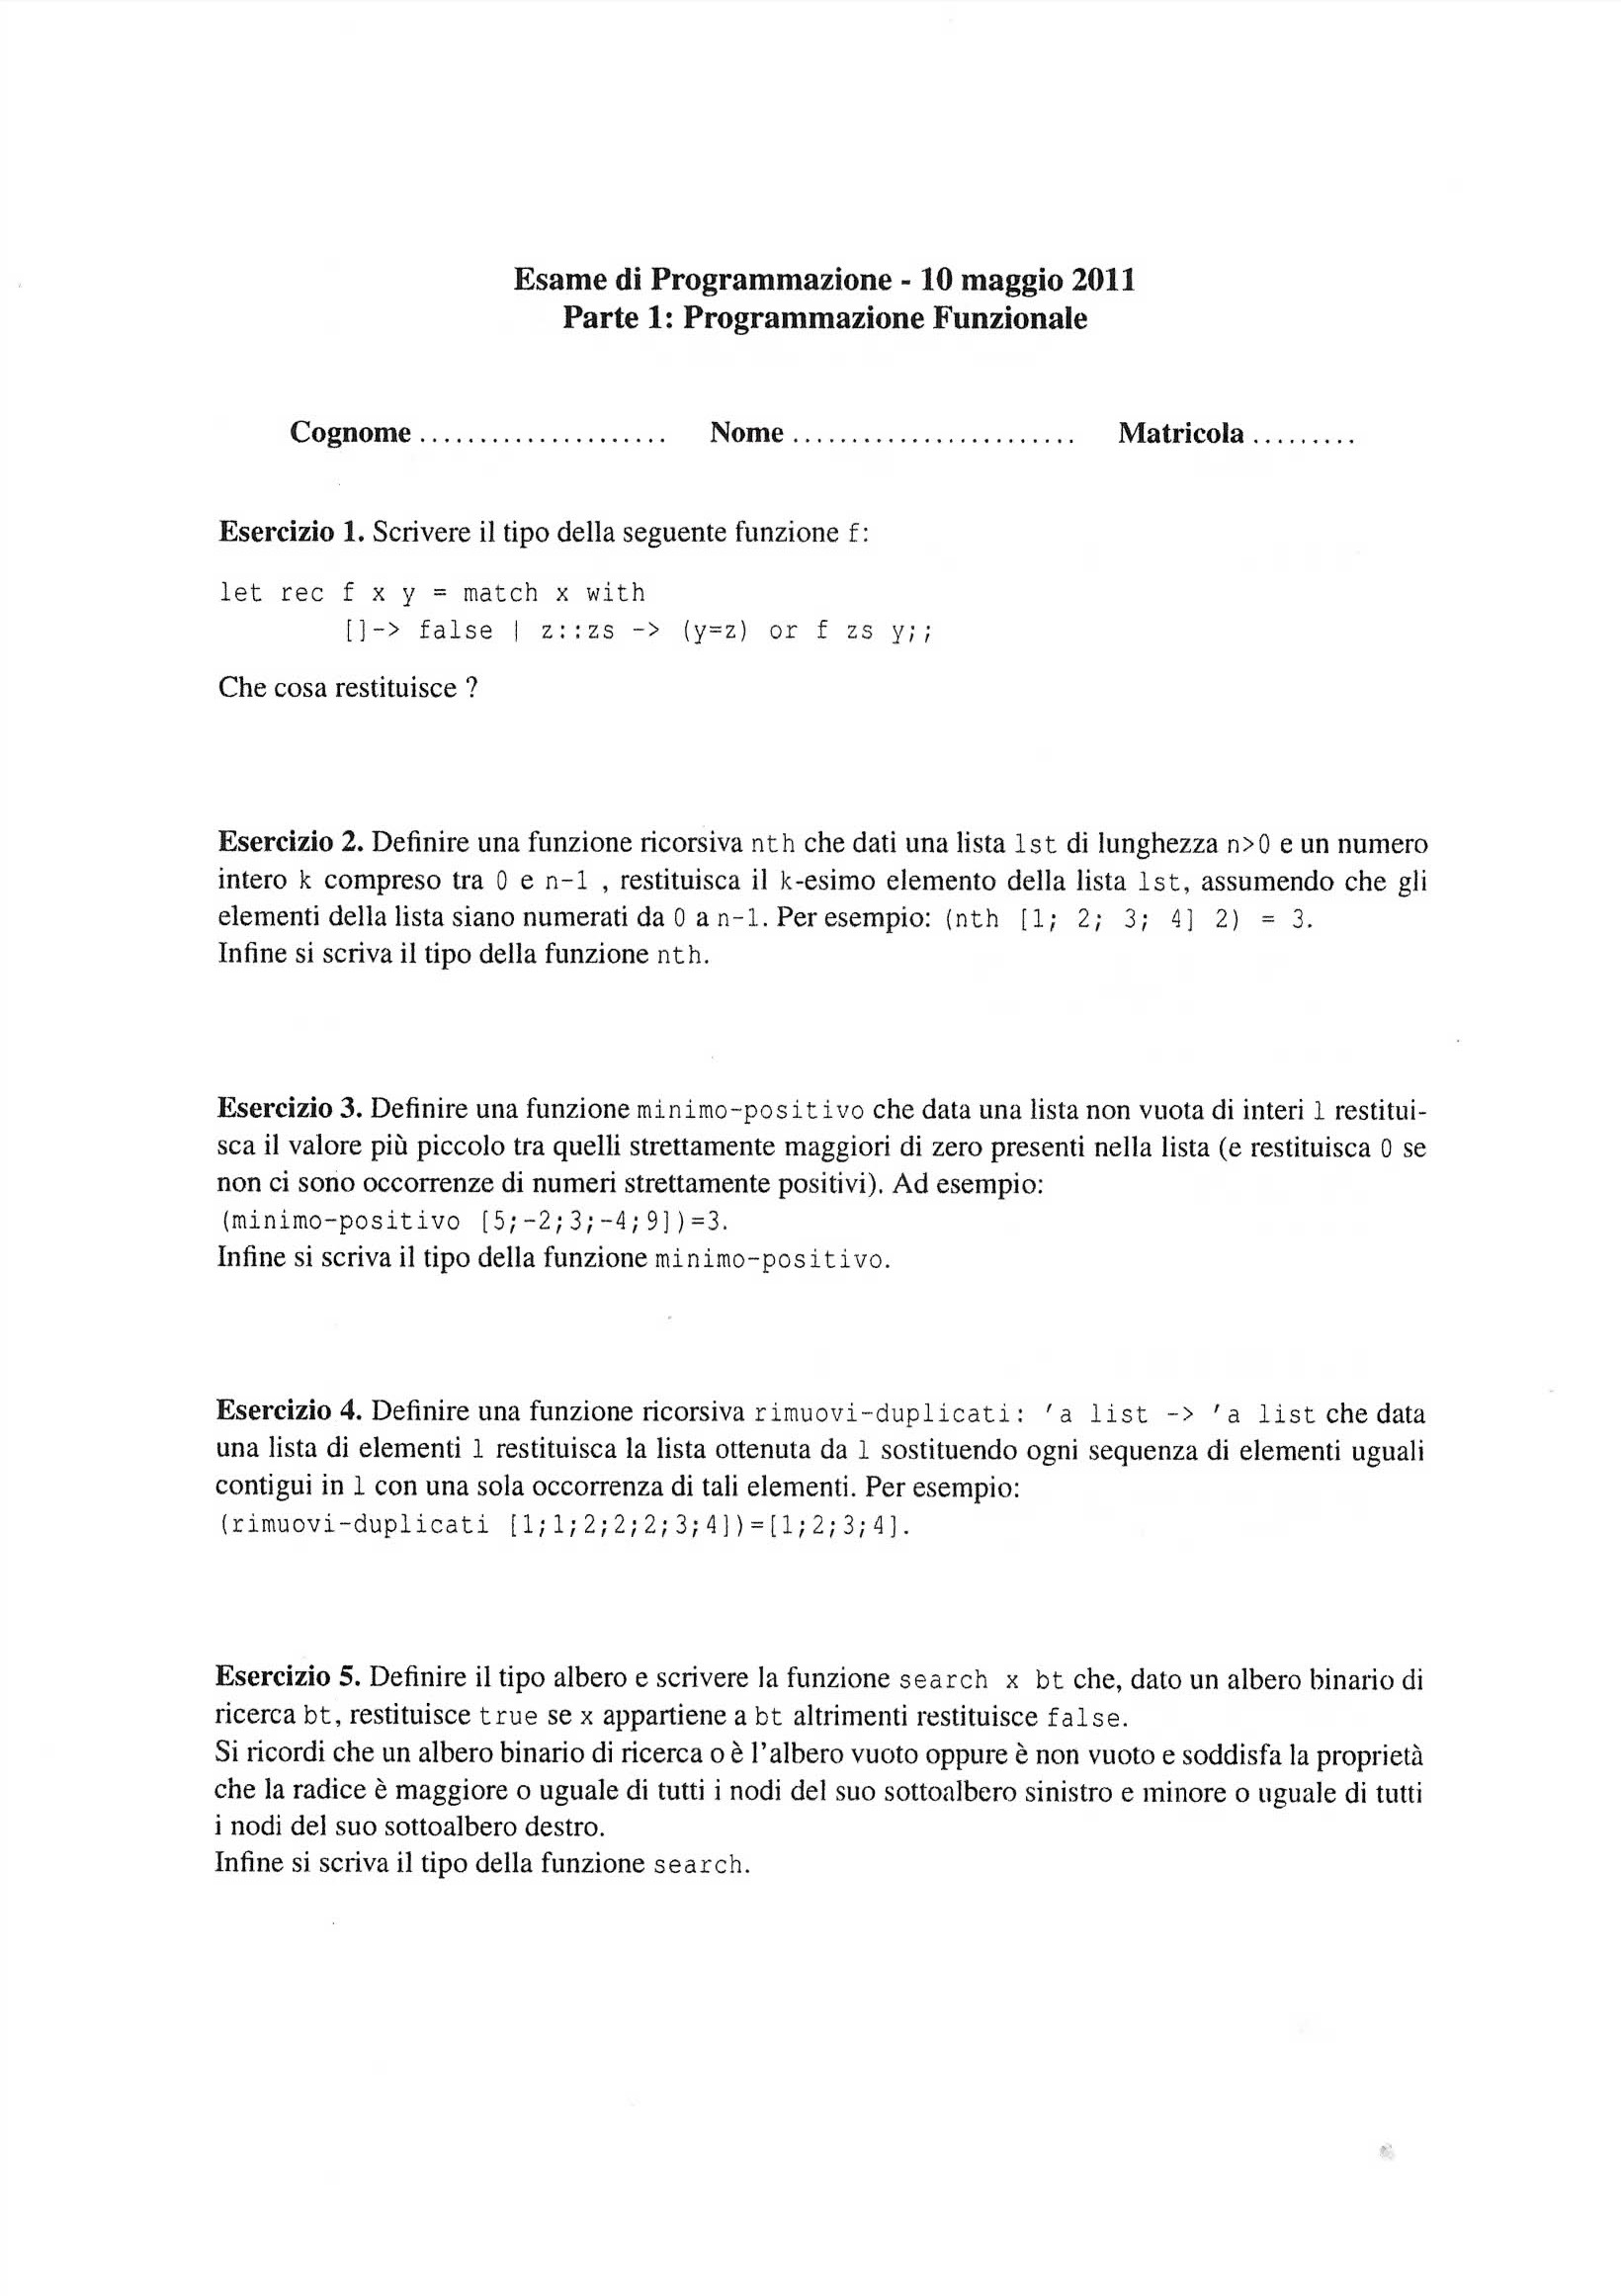 Esame di Programmazione - 10 maggio 2011
Parte 1: Programmazione Funzionale
Cognome ..................... Nome ........................ Matricola .........
Esercizio 1. Scrivere il tipo della seguente funzione f:
let rec f x y = match x with
[]-> false | z::zs -> (y=z) or f zs y;;
Che cosa restituisce ?
Esercizio 2. Definire una funzione ricorsiva nth che dati una lista lst di lunghezza n>0 e un numero
intero k compreso tra 0 e n-1 , restituisca il k-esimo elemento della lista lst, assumendo che gli
elementi della lista siano numerati da 0 a n-1. Per esempio: (nth [1; 2; 3; 4] 2) = 3.
Infine si scriva il tipo della funzione nth.
Esercizio 3. Definire una funzione minimo-positivo che data una lista non vuota di interi l restitui-
sca il valore più piccolo tra quelli strettamente maggiori di zero presenti nella lista (e restituisca 0 se
non ci sono occorrenze di numeri strettamente positivi). Ad esempio:
(minimo-positivo [5;-2;3;-4;9])=3.
Infine si scriva il tipo della funzione minimo-positivo.
Esercizio 4. Definire una funzione ricorsiva rimuovi-duplicati: 'a list -> 'a list che data
una lista di elementi l restituisca la lista ottenuta da l sostituendo ogni sequenza di elementi uguali
contigui in l con una sola occorrenza di tali elementi. Per esempio:
(rimuovi-duplicati [1;1;2;2;2;3;4])=[1;2;3;4].
Esercizio 5. Definire il tipo albero e scrivere la funzione search x bt che, dato un albero binario di
ricerca bt, restituisce true se x appartiene a bt altrimenti restituisce false.
Si ricordi che un albero binario di ricerca o è l'albero vuoto oppure è non vuoto e soddisfa la proprietà
che la radice è maggiore o uguale di tutti i nodi del suo sottoalbero sinistro e minore o uguale di tutti
i nodi del suo sottoalbero destro.
Infine si scriva il tipo della funzione search.